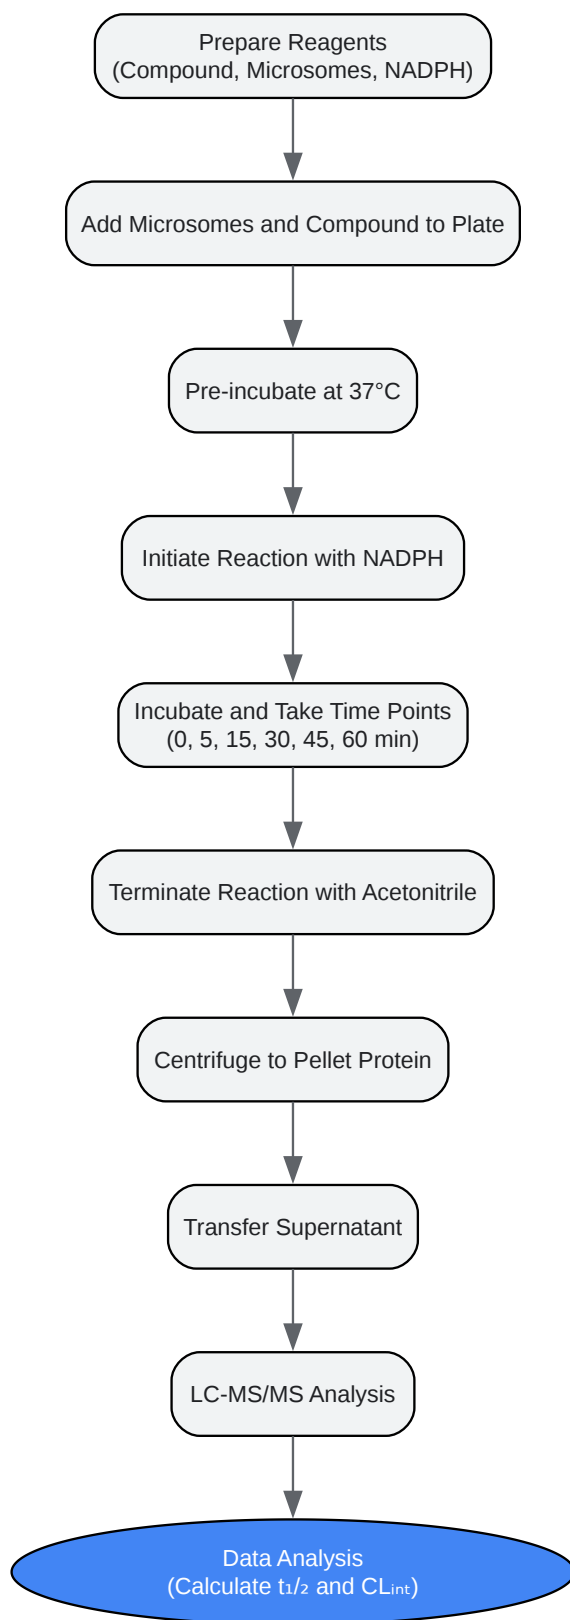 Prepare Reagents
(Compound, Microsomes, NADPH)
Add Microsomes and Compound to Plate
Pre-incubate at 37°C
Initiate Reaction with NADPH
Incubate and Take Time Points
(0, 5, 15, 30, 45, 60 min)
Terminate Reaction with Acetonitrile
Centrifuge to Pellet Protein
Transfer Supernatant
LC-MS/MS Analysis
Data Analysis
(Calculate t₁/₂ and CLᵢₙₜ)